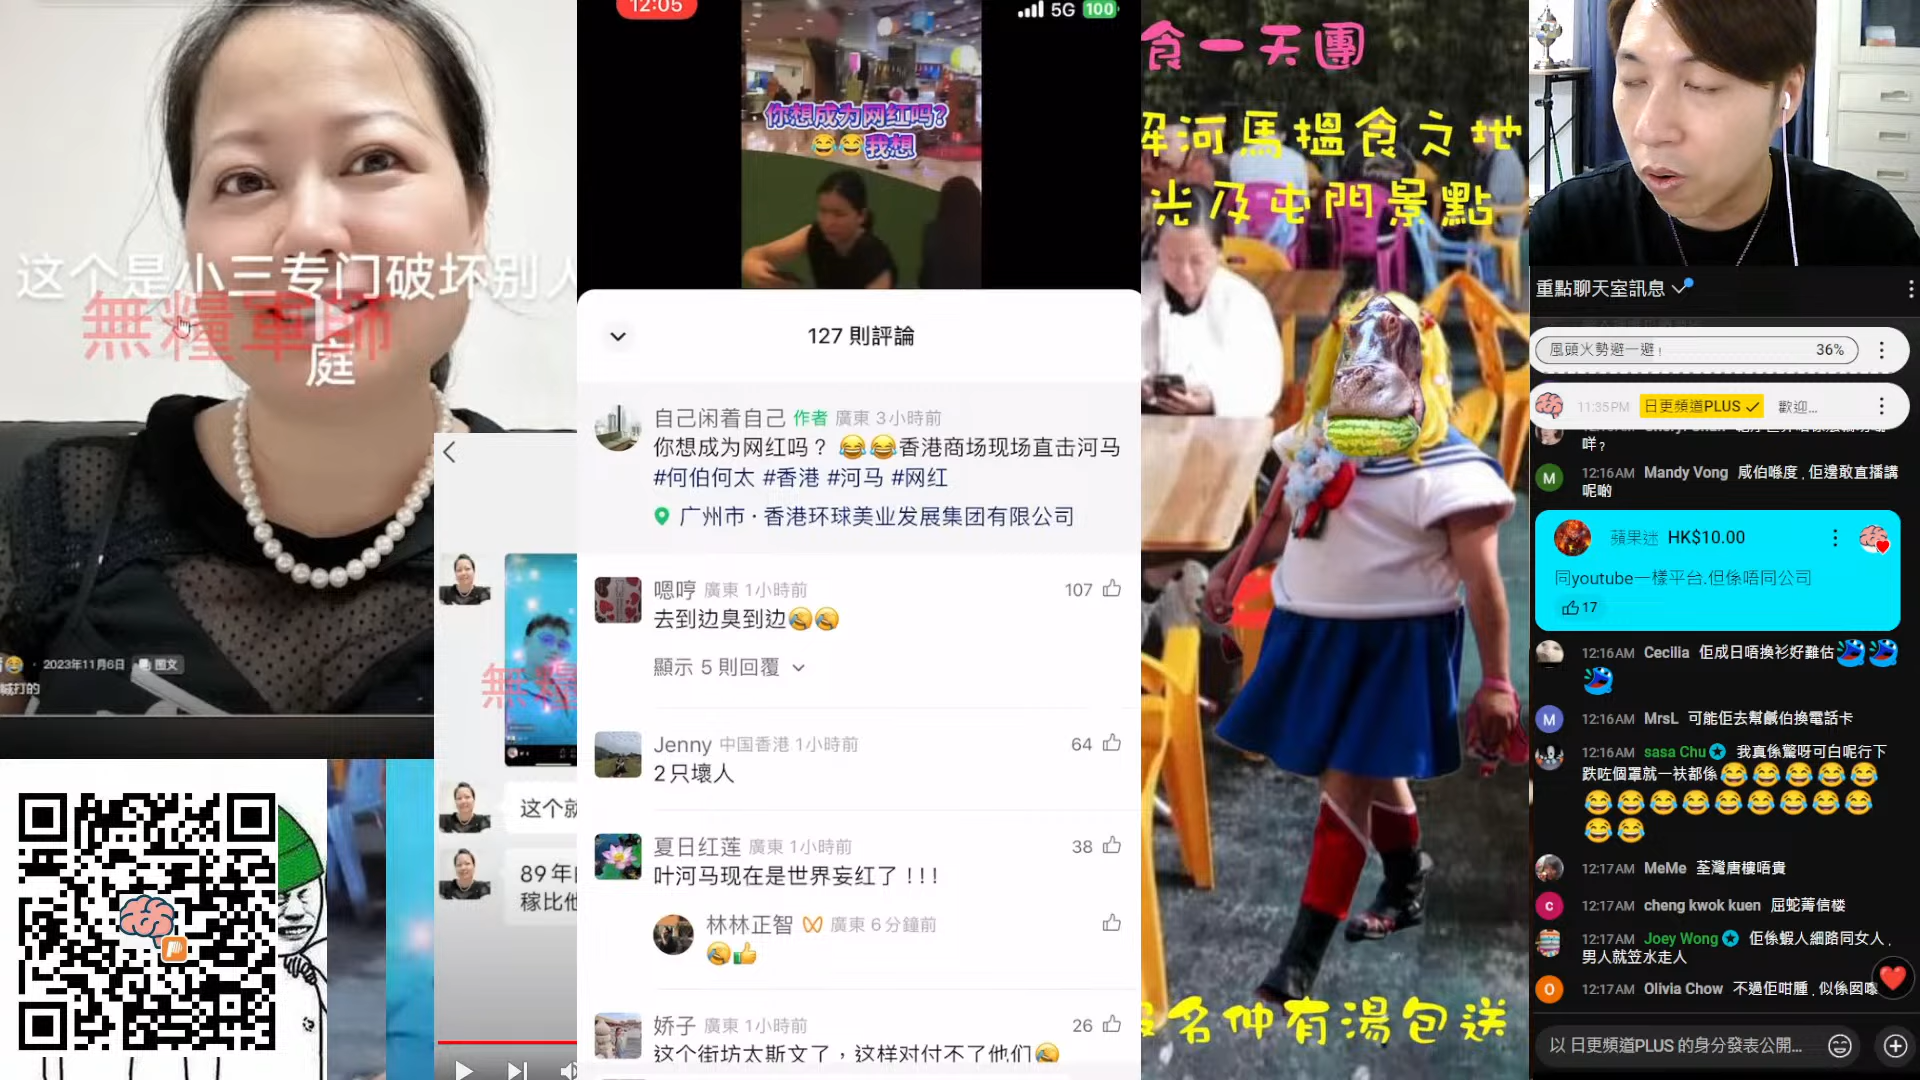 这个是小三专门破坏别人
無糧軍師
庭
2023年11月6日 图文
喊打的
无糧
这个就
89年
稼比他
12:05
5G 100
你想成为网红吗?
😂😂我想
127 則評論
自己闲着自己 作者 廣東 3小時前
你想成为网红吗？😂😂香港商场现场直击河马
#何伯何太 #香港 #河马 #网红
广州市 · 香港环球美业发展集团有限公司
嗯哼 廣東 1小時前
107
去到边臭到边🤣🤣
顯示 5 則回覆
Jenny 中国香港 1小時前
64
2只壞人
夏日红莲 廣東 1小時前
38
叶河马现在是世界妄红了 ! ! !
林林正智 廣東 6分鐘前
🤣👍
娇子 廣東 1小時前
26
这个街坊太斯文了，这样对付不了他们🤣
食一天團
解河馬搵食之地
光及屯門景點
名仲有湯包送
重點聊天室訊息
風頭火勢避一避﹗ 36%
11:35PM 日更頻道PLUS 歡迎...
咩﹖
12:16AM Mandy Vong 咸伯喺度﹐佢邊敢直播講
呢啲
蘋果迷 HK$10.00
同youtube一樣平台.但係唔同公司
17
12:16AM Cecilia 佢成日唔換衫好難估
12:16AM MrsL 可能佢去幫鹹伯換電話卡
12:16AM sasa Chu 我真係驚呀可白呢行下
跌咗個罩就一袂都係😂😂😂😂😂
😂😂😂😂😂😂😂😂😂
😂😂
12:17AM MeMe 荃灣唐樓唔貴
12:17AM cheng kwok kuen 屈蛇菁信楼
12:17AM Joey Wong 佢係蝦人細路同女人﹒
男人就笠水走人
12:17AM Olivia Chow 不過佢咁腫﹒似係
以 日更頻道PLUS 的身分發表公開...